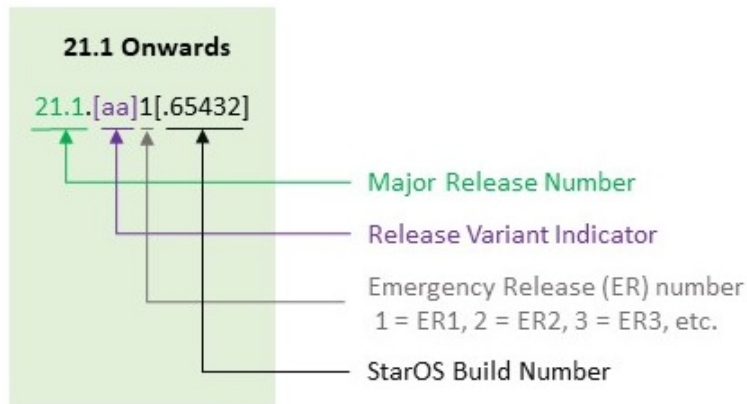 21.1 Onwards
21.1.[aa]1[.65432]
Major Release Number
Release Variant Indicator
Emergency Release (ER) number
1 = ER1, 2 = ER2, 3 = ER3, etc.
StarOS Build Number